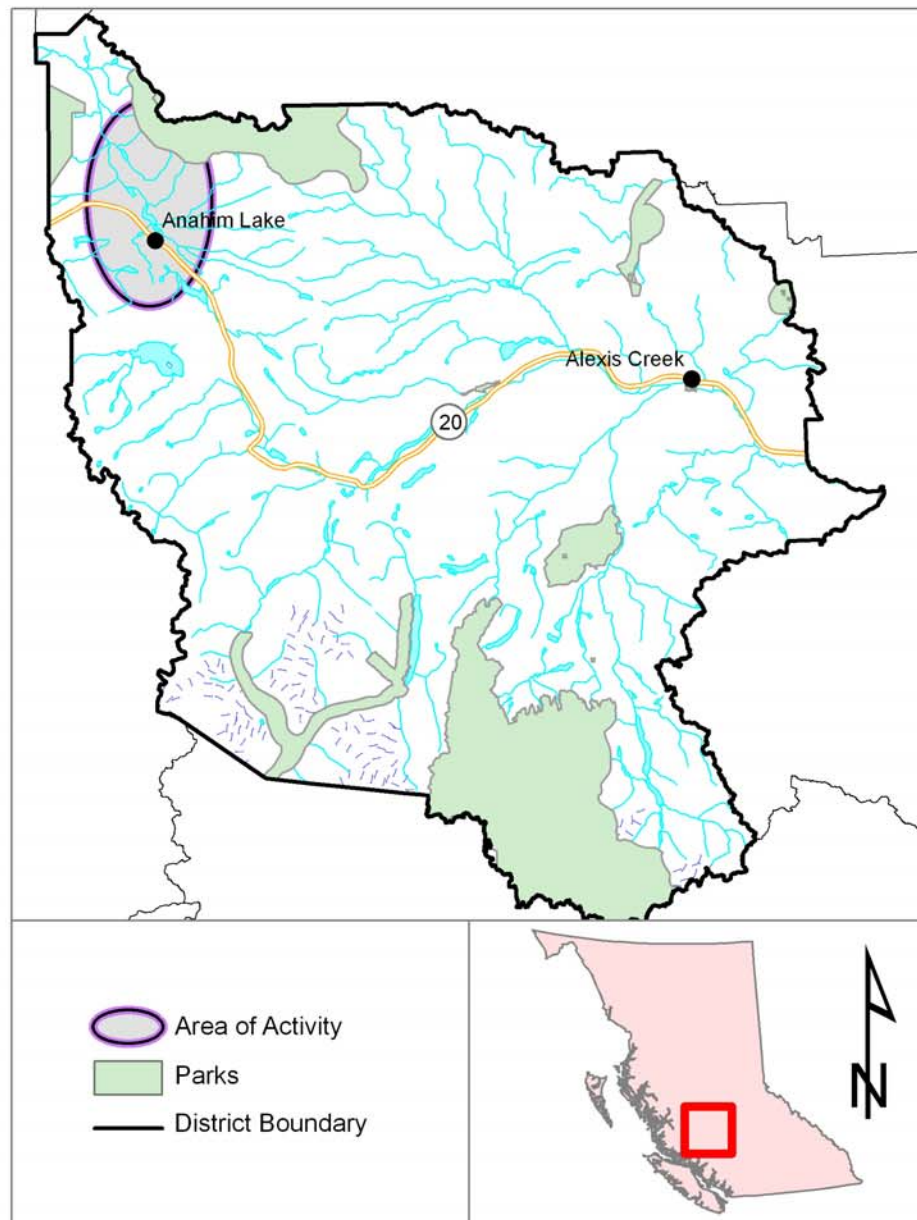 Anahim Lake
Alexis Creek
20
Area of Activity
Parks
District Boundary
N